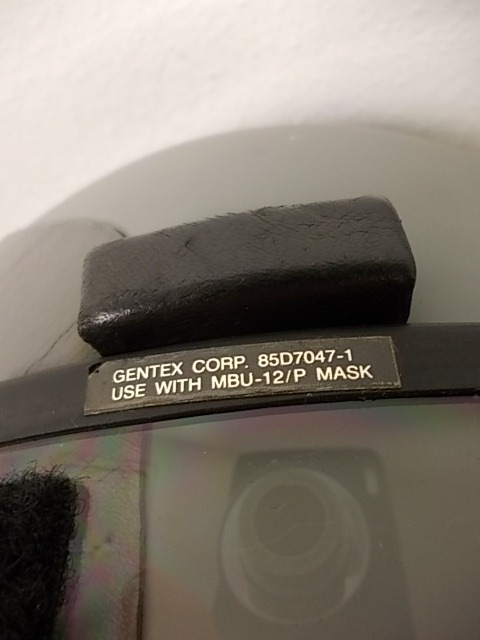 GENTEX CORP. 85D7047-1
USE WITH MBU-12/P MASK